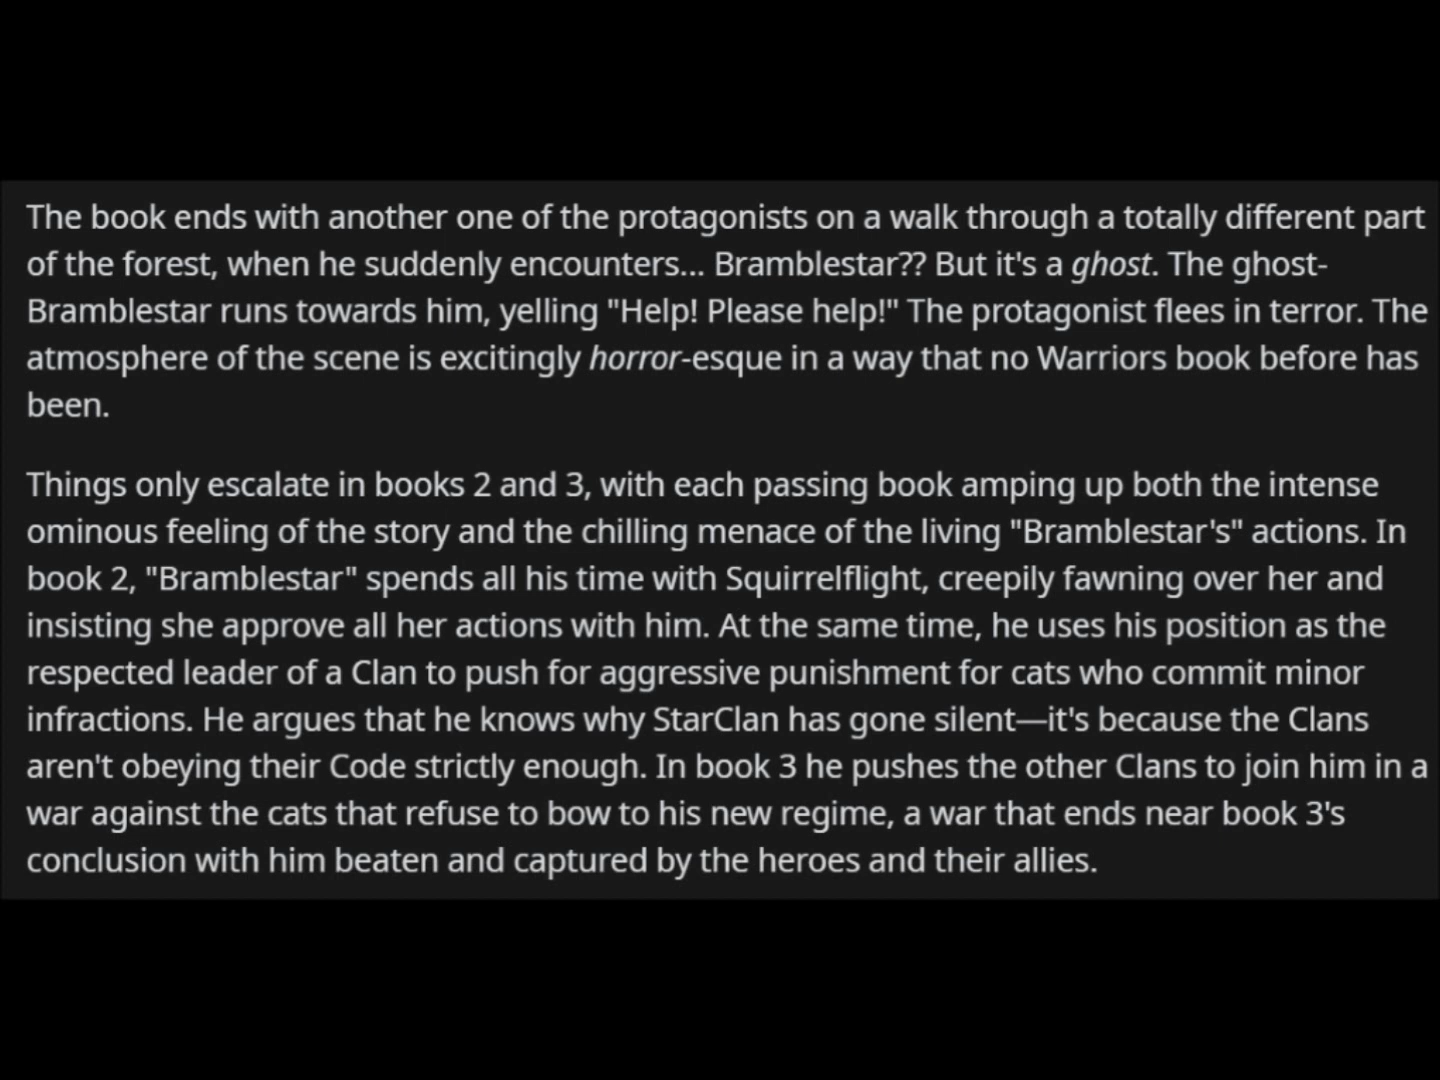 The book ends with another one of the protagonists on a walk through a totally different part
of the forest, when he suddenly encounters... Bramblestar?? But it's a ghost. The ghost-
Bramblestar runs towards him, yelling "Help! Please help!" The protagonist flees in terror. The
atmosphere of the scene is excitingly horror-esque in a way that no Warriors book before has
been.
Things only escalate in books 2 and 3, with each passing book amping up both the intense
ominous feeling of the story and the chilling menace of the living "Bramblestar's" actions. In
book 2, "Bramblestar" spends all his time with Squirrelflight, creepily fawning over her and
insisting she approve all her actions with him. At the same time, he uses his position as the
respected leader of a Clan to push for aggressive punishment for cats who commit minor
infractions. He argues that he knows why StarClan has gone silent—it's because the Clans
aren't obeying their Code strictly enough. In book 3 he pushes the other Clans to join him in a
war against the cats that refuse to bow to his new regime, a war that ends near book 3's
conclusion with him beaten and captured by the heroes and their allies.